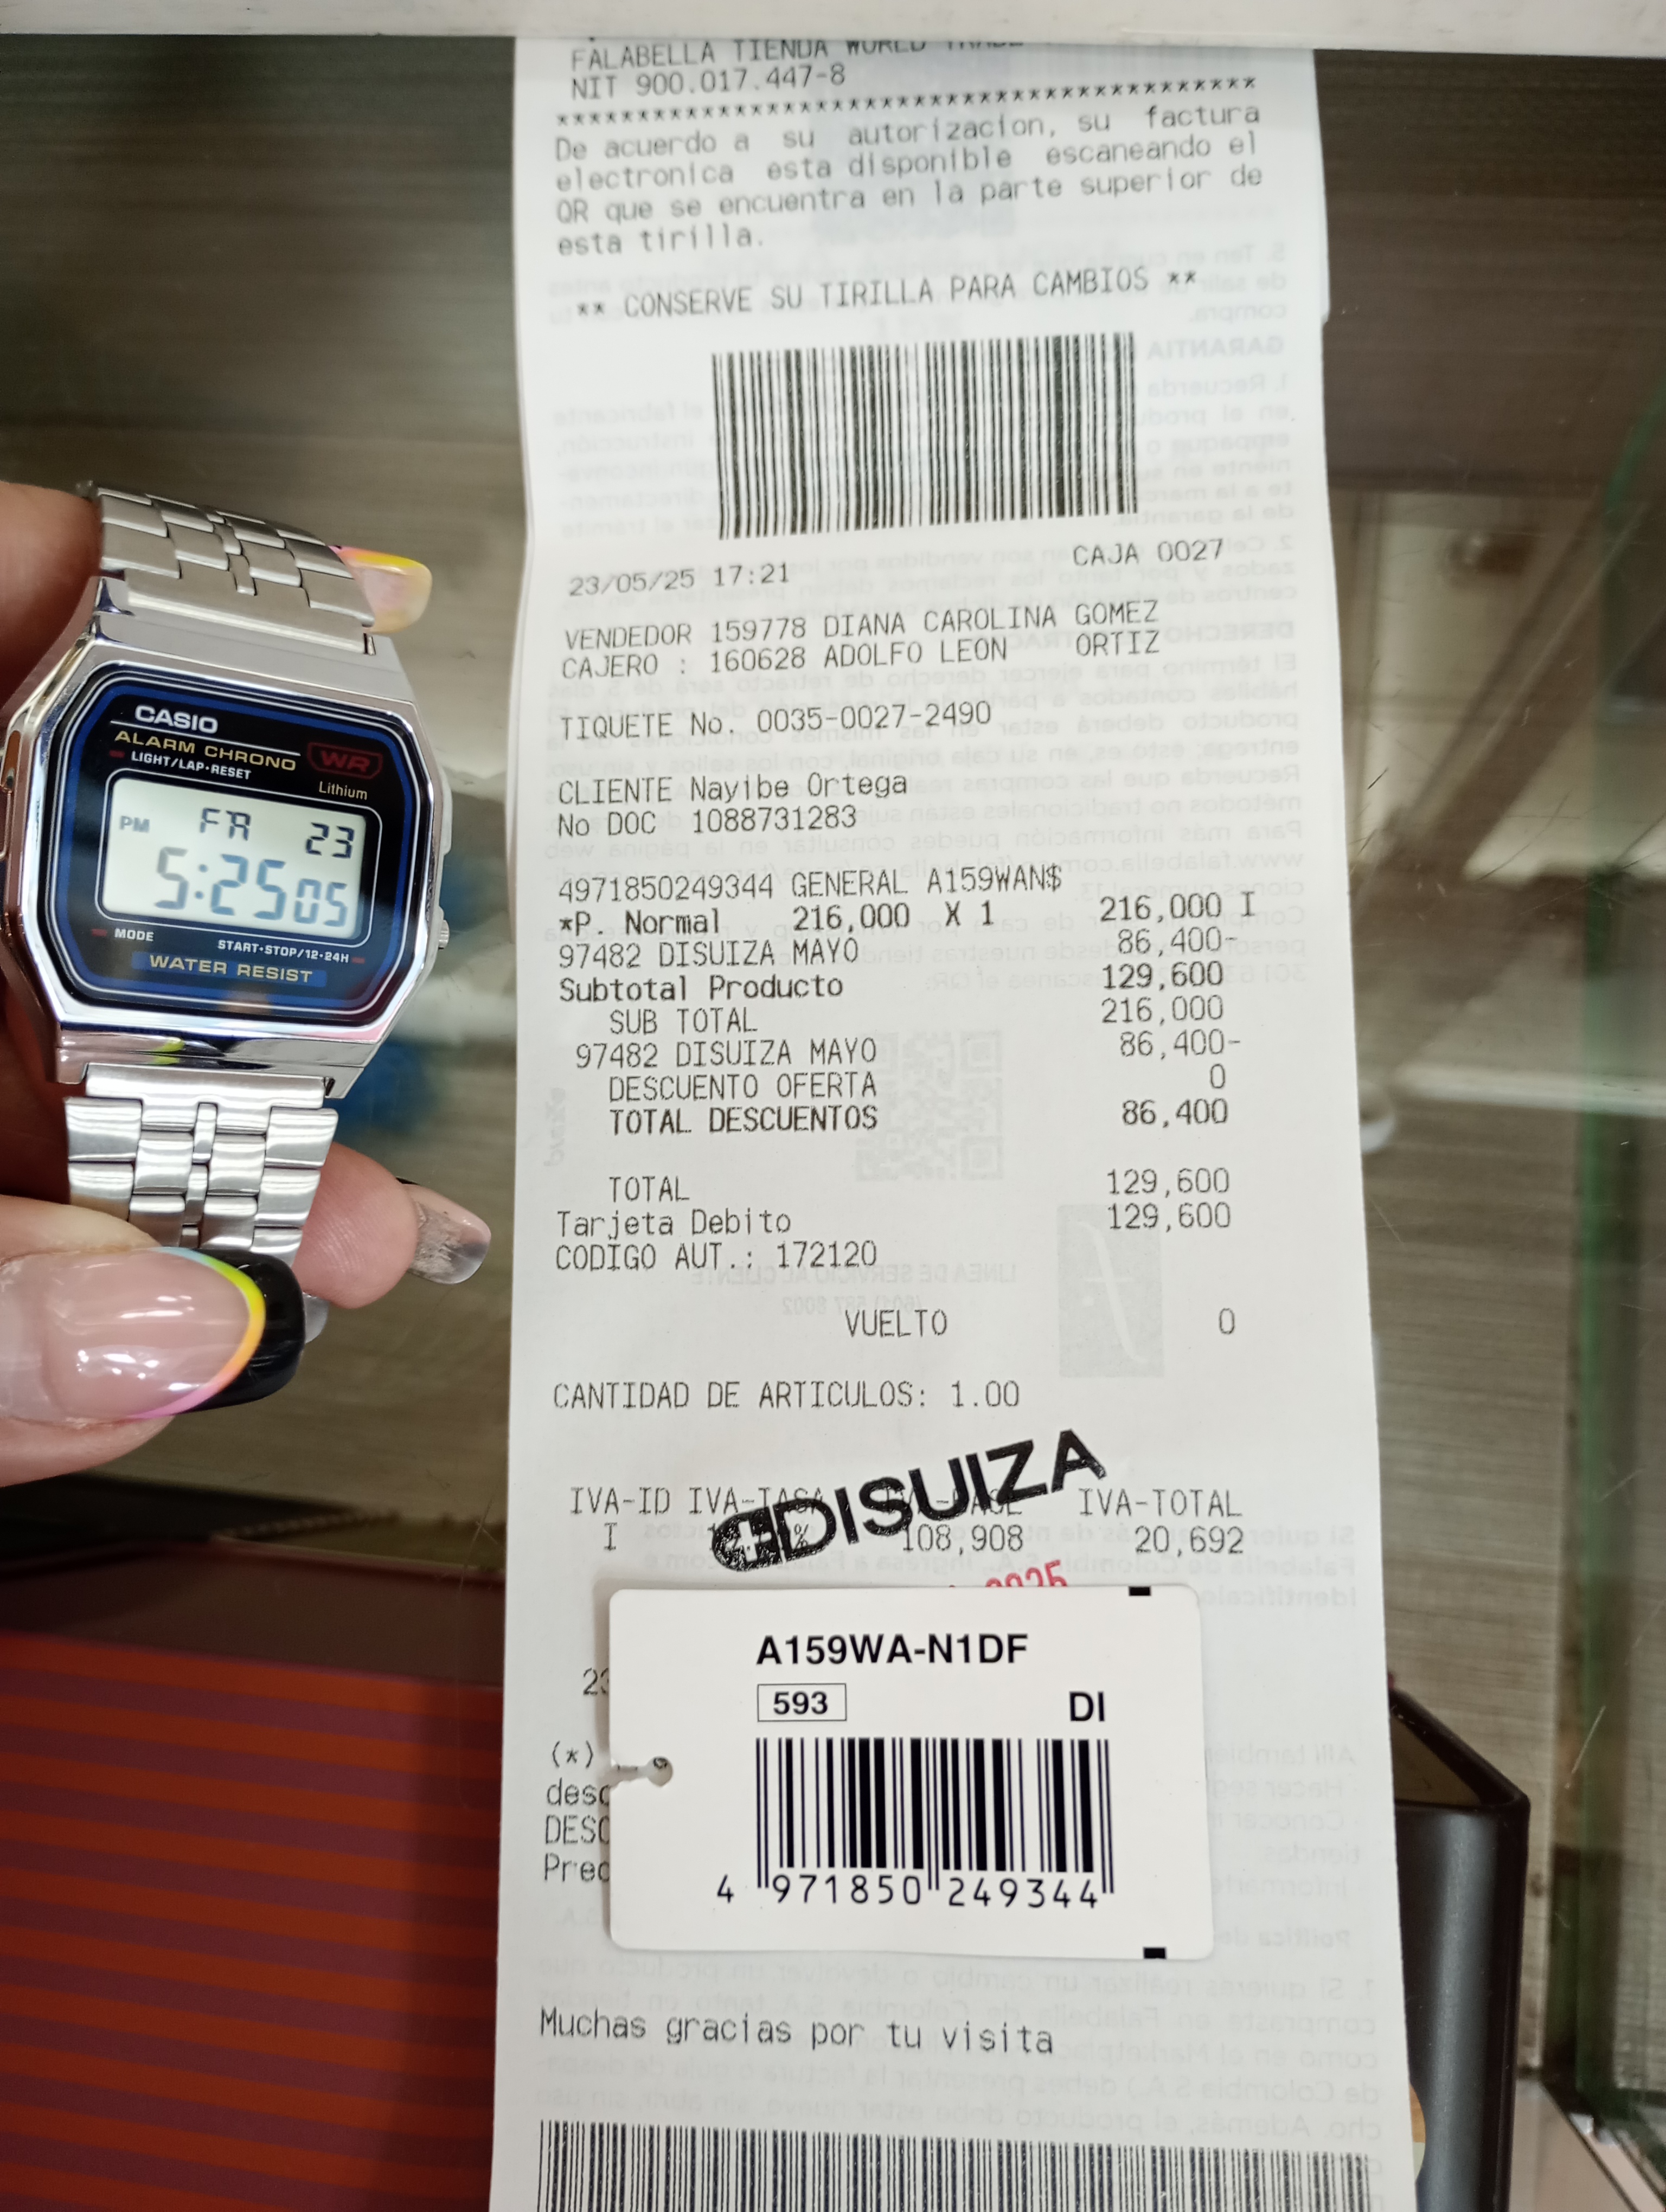 FALABELLA TIENDA WORLD TRADE
NIT 900.017.447-8
******************************************
De acuerdo a su autorizacion, su factura
electronica esta disponible escaneando el
QR que se encuentra en la parte superior de
esta tirilla.
** CONSERVE SU TIRILLA PARA CAMBIOS **
23/05/25 17:21 CAJA 0027
VENDEDOR 159778 DIANA CAROLINA GOMEZ
CAJERO : 160628 ADOLFO LEON ORTIZ
TIQUETE No. 0035-0027-2490
CLIENTE Nayibe Ortega
No DOC 1088731283
4971850249344 GENERAL A159WAN$
*P. Normal 216,000 X 1 216,000 I
97482 DISUIZA MAYO 86,400-
Subtotal Producto 129,600
SUB TOTAL 216,000
97482 DISUIZA MAYO 86,400-
DESCUENTO OFERTA 0
TOTAL DESCUENTOS 86,400
TOTAL 129,600
Tarjeta Debito 129,600
CODIGO AUT.: 172120
VUELTO 0
CANTIDAD DE ARTICULOS: 1.00
DISUIZA
IVA-ID IVA-TASA IVA-TOTAL
I 108,908 20,692
2025
A159WA-N1DF
593 DI
4 971850 249344
(*)
desc
DESC
Prec
Muchas gracias por tu visita
CASIO
ALARM CHRONO WR
LIGHT/LAP•RESET
Lithium
PM FR 23
5:25 05
MODE START•STOP/12•24H
WATER RESIST